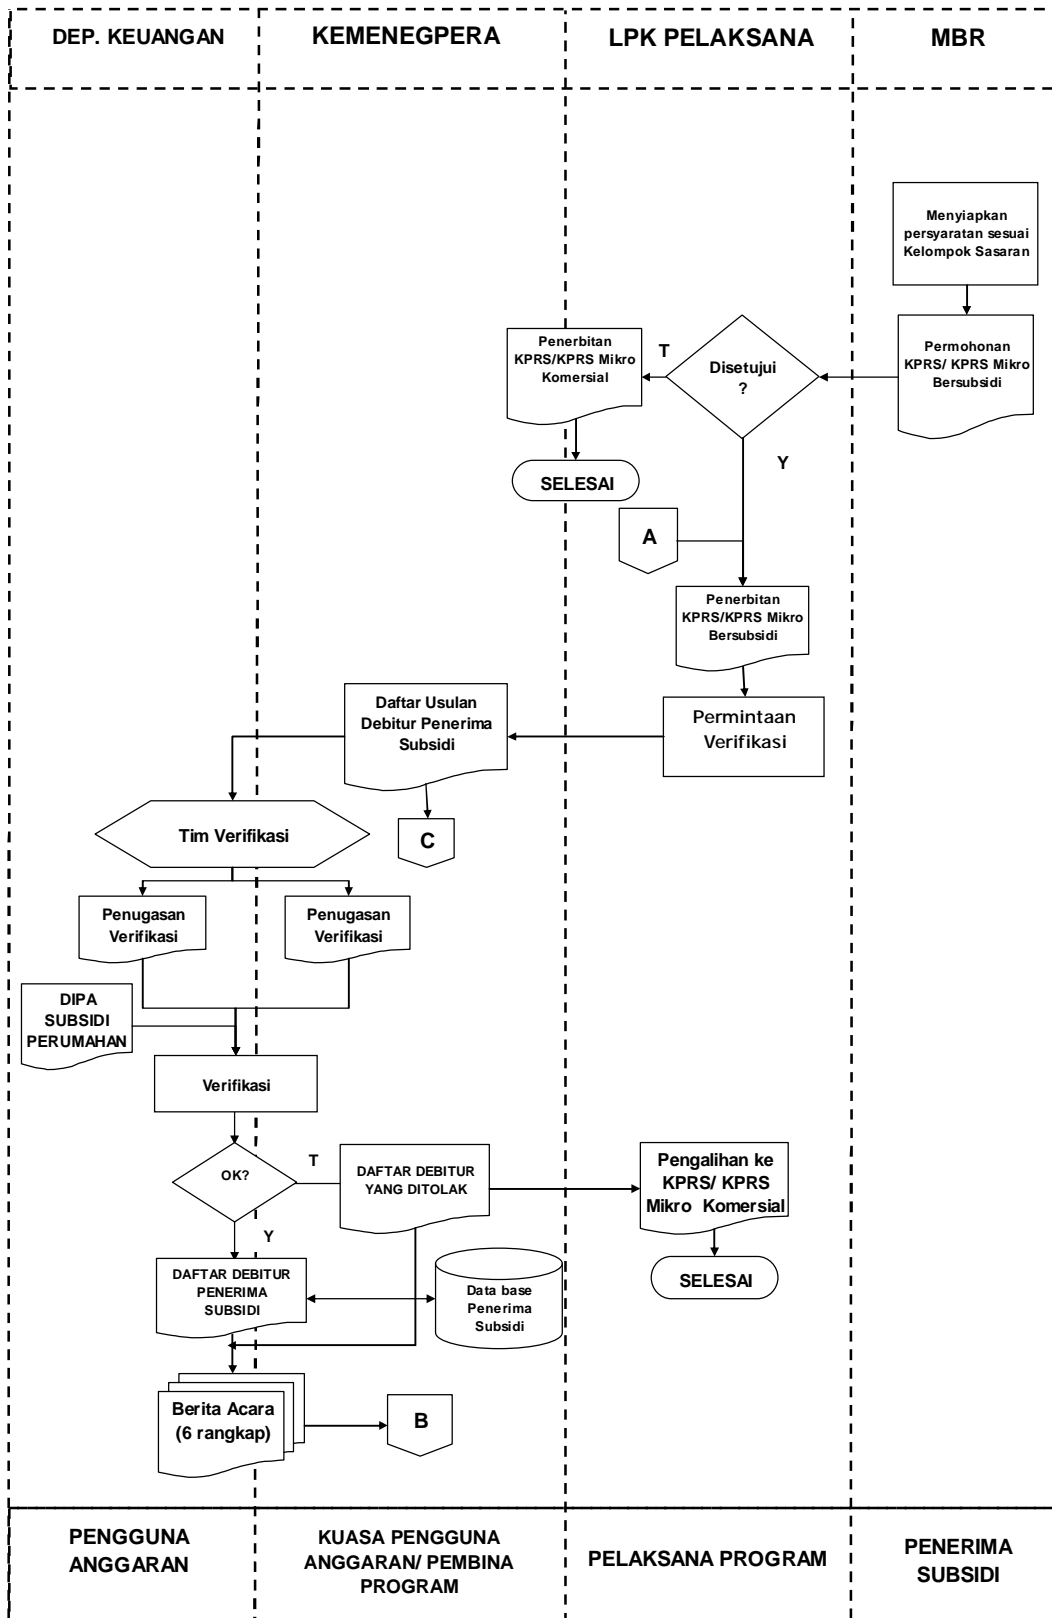 DEP. KEUANGAN
KEMENEGPERA
LPK PELAKSANA
MBR
Menyiapkan
persyaratan sesuai
Kelompok Sasaran
Permohonan
KPRS/ KPRS Mikro
Bersubsidi
Disetujui
?
T
Penerbitan
KPRS/KPRS Mikro
Komersial
SELESAI
Y
A
Penerbitan
KPRS/KPRS Mikro
Bersubsidi
Permintaan
Verifikasi
Daftar Usulan
Debitur Penerima
Subsidi
C
Tim Verifikasi
Penugasan
Verifikasi
Penugasan
Verifikasi
DIPA
SUBSIDI
PERUMAHAN
Verifikasi
OK?
T
DAFTAR DEBITUR
YANG DITOLAK
Pengalihan ke
KPRS/ KPRS
Mikro Komersial
SELESAI
Y
DAFTAR DEBITUR
PENERIMA
SUBSIDI
Data base
Penerima
Subsidi
Berita Acara
(6 rangkap)
B
PENGGUNA
ANGGARAN
KUASA PENGGUNA
ANGGARAN/ PEMBINA
PROGRAM
PELAKSANA PROGRAM
PENERIMA
SUBSIDI